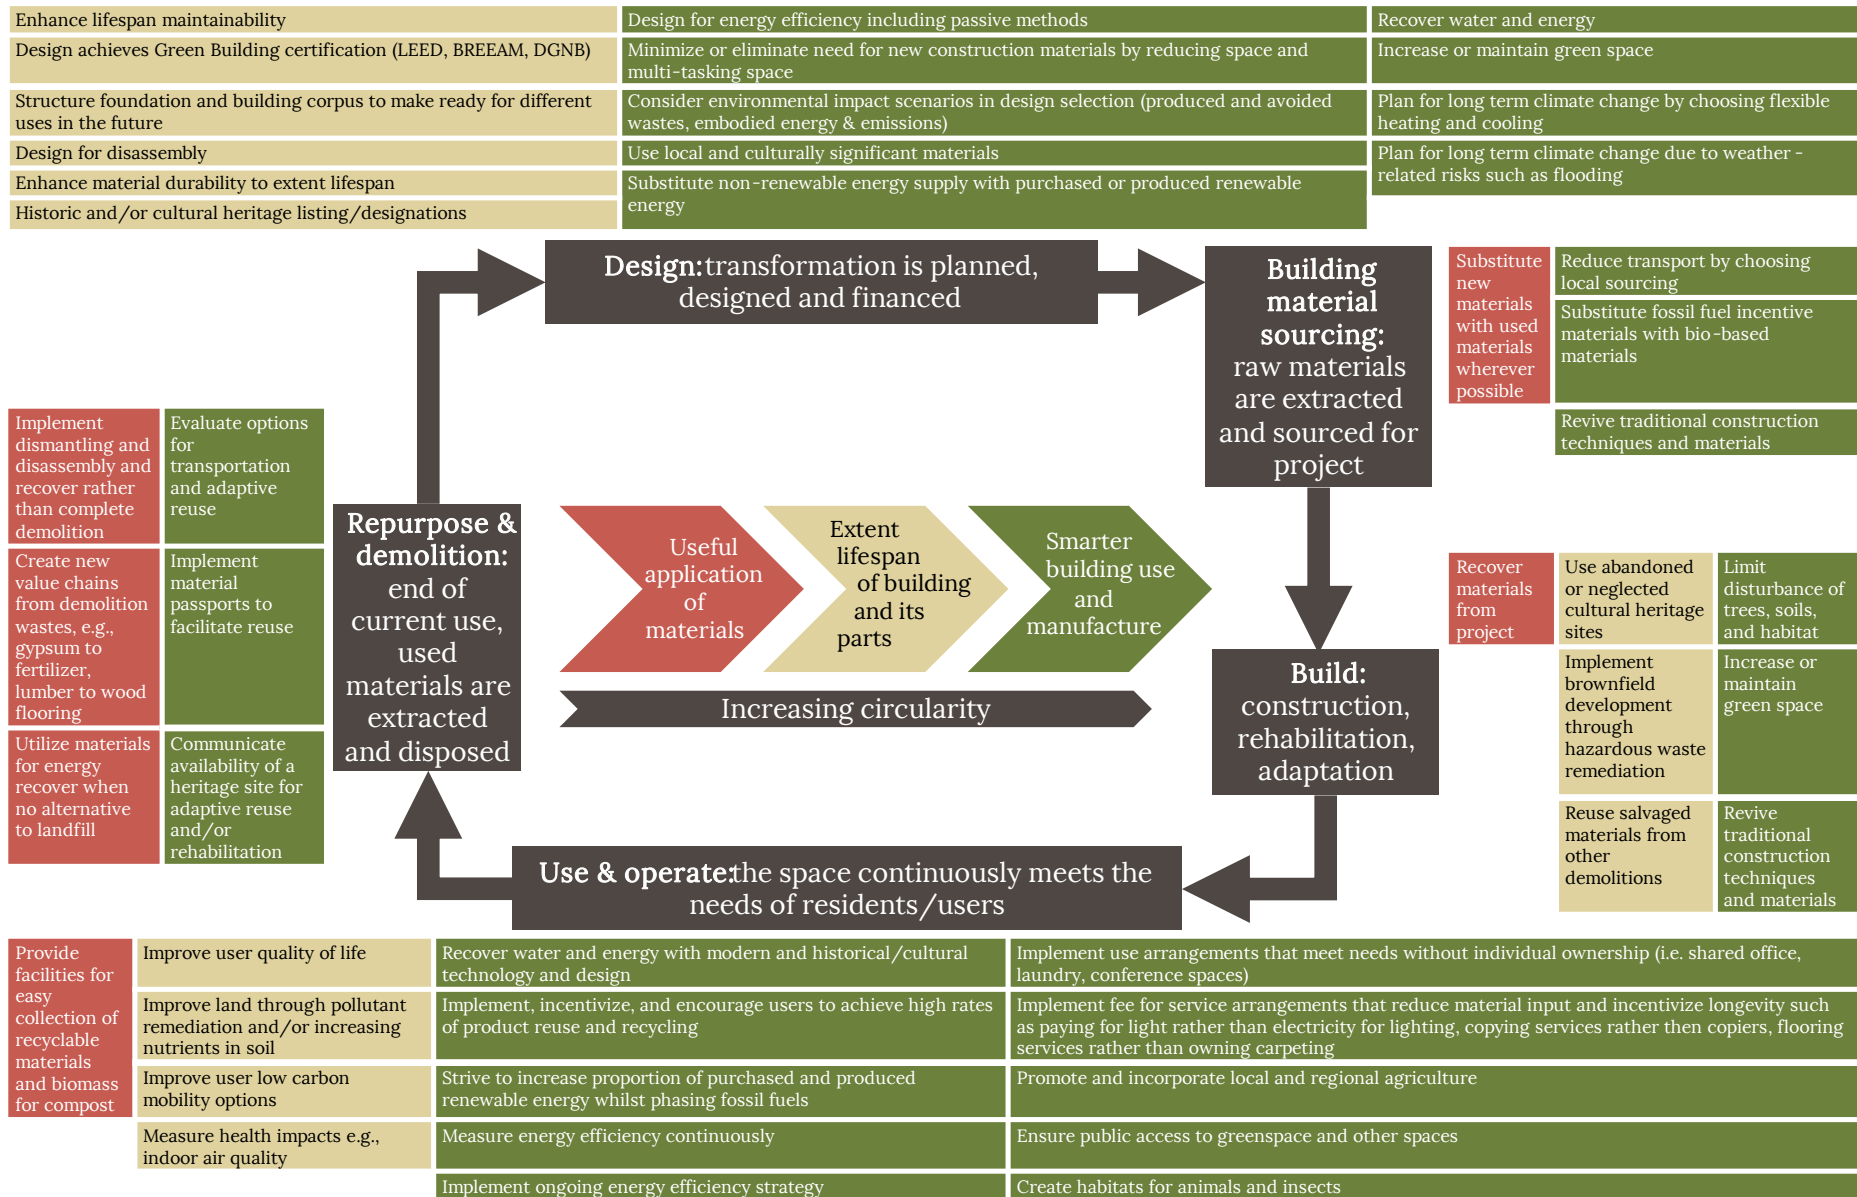 Enhance lifespan maintainability
Design achieves Green Building certification (LEED, BREEAM, DGNB)
Structure foundation and building corpus to make ready for different
uses in the future
Design for disassembly
Enhance material durability to extent lifespan
Historic and/or cultural heritage listing/designations
Design for energy efficiency including passive methods
Minimize or eliminate need for new construction materials by reducing space and
multi-tasking space
Consider environmental impact scenarios in design selection (produced and avoided
wastes, embodied energy & emissions)
Use local and culturally significant materials
Substitute non-renewable energy supply with purchased or produced renewable
energy
Recover water and energy
Increase or maintain green space
Plan for long term climate change by choosing flexible
heating and cooling
Plan for long term climate change due to weather -
related risks such as flooding
Design: transformation is planned,
designed and financed
Building
material
sourcing:
raw materials
are extracted
and sourced for
project
Substitute
new
materials
with used
materials
wherever
possible
Reduce transport by choosing
local sourcing
Substitute fossil fuel incentive
materials with bio-based
materials
Revive traditional construction
techniques and materials
Implement
dismantling and
disassembly and
recover rather
than complete
demolition
Create new
value chains
from demolition
wastes, e.g.,
gypsum to
fertilizer,
lumber to wood
flooring
Utilize materials
for energy
recover when
no alternative
to landfill
Evaluate options
for
transportation
and adaptive
reuse
Implement
material
passports to
facilitate reuse
Communicate
availability of a
heritage site for
adaptive reuse
and/or
rehabilitation
Repurpose &
demolition:
end of
current use,
used
materials are
extracted
and disposed
Useful
application
of
materials
Extent
lifespan
of building
and its
parts
Smarter
building use
and
manufacture
Increasing circularity
Recover
materials
from
project
Use abandoned
or neglected
cultural heritage
sites
Implement
brownfield
development
through
hazardous waste
remediation
Reuse salvaged
materials from
other
demolitions
Limit
disturbance of
trees, soils,
and habitat
Increase or
maintain
green space
Revive
traditional
construction
techniques
and materials
Build:
construction,
rehabilitation,
adaptation
Use & operate: the space continuously meets the
needs of residents/users
Provide
facilities for
easy
collection of
recyclable
materials
and biomass
for compost
Improve user quality of life
Improve land through pollutant
remediation and/or increasing
nutrients in soil
Improve user low carbon
mobility options
Measure health impacts e.g.,
indoor air quality
Recover water and energy with modern and historical/cultural
technology and design
Implement, incentivize, and encourage users to achieve high rates
of product reuse and recycling
Strive to increase proportion of purchased and produced
renewable energy whilst phasing fossil fuels
Measure energy efficiency continuously
Implement ongoing energy efficiency strategy
Implement use arrangements that meet needs without individual ownership (i.e. shared office,
laundry, conference spaces)
Implement fee for service arrangements that reduce material input and incentivize longevity such
as paying for light rather than electricity for lighting, copying services rather then copiers, flooring
services rather than owning carpeting
Promote and incorporate local and regional agriculture
Ensure public access to greenspace and other spaces
Create habitats for animals and insects